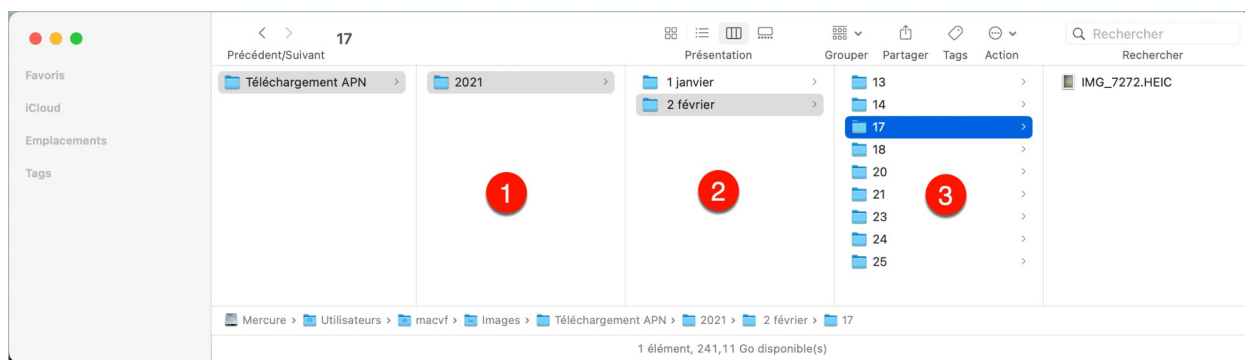 17
Précédent/Suivant
Présentation
Grouper Partager Tags Action
Rechercher
Rechercher
Favoris
iCloud
Emplacements
Tags
Téléchargement APN
2021
1
1 janvier
2 février
2
13
14
17
18
20
21
23
24
25
3
IMG_7272.HEIC
Mercure > Utilisateurs > macvf > Images > Téléchargement APN > 2021 > 2 février > 17
1 élément, 241,11 Go disponible(s)